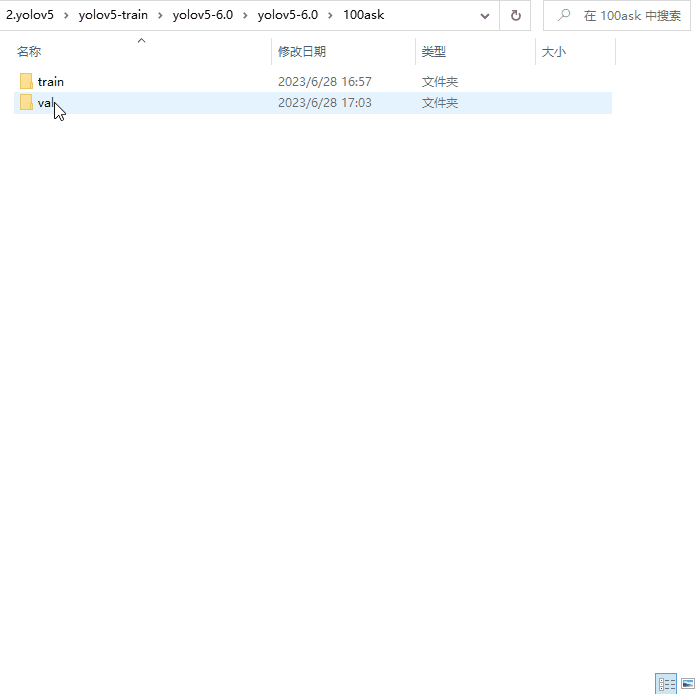 2.yolov5 › yolov5-train › yolov5-6.0 › yolov5-6.0 › 100ask 在 100ask 中搜索
名称 修改日期 类型 大小
train 2023/6/28 16:57 文件夹
val 2023/6/28 17:03 文件夹